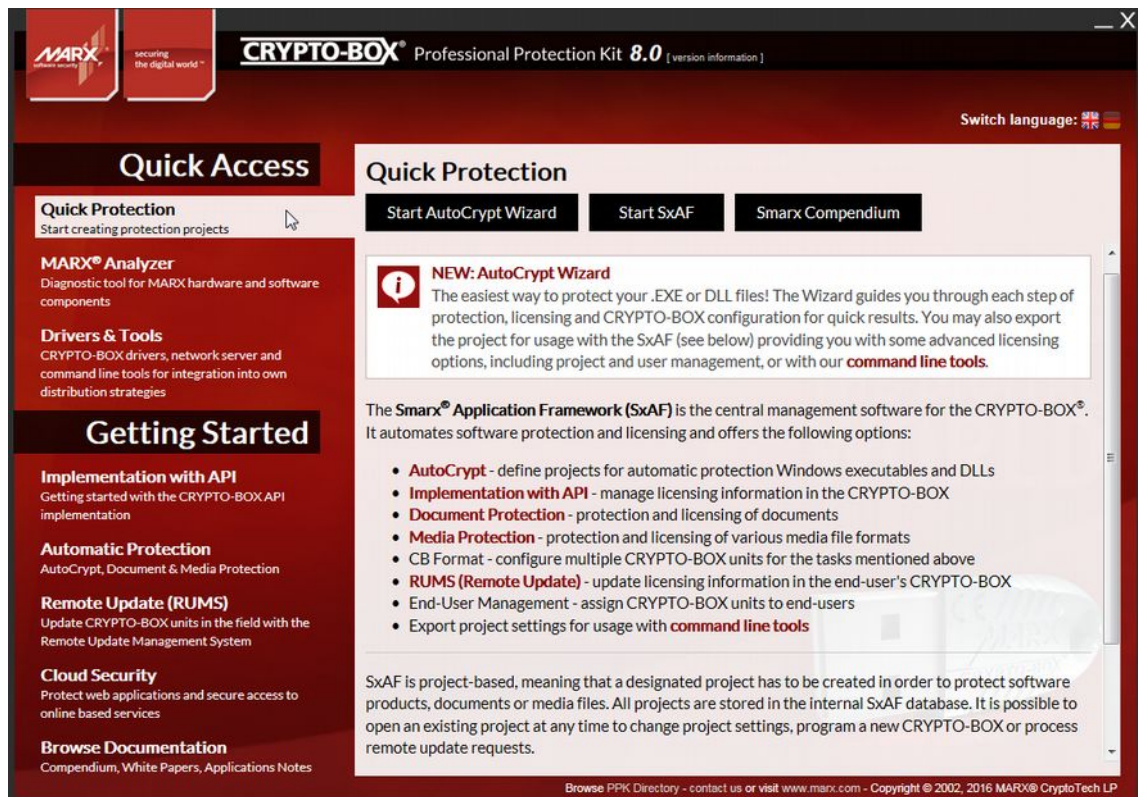 MARX®
software security
securing
the digital world ™
CRYPTO-BOX® Professional Protection Kit 8.0 [ version information ]
_ X
Switch language:
Quick Access
Quick Protection
Start creating protection projects
MARX® Analyzer
Diagnostic tool for MARX hardware and software
components
Drivers & Tools
CRYPTO-BOX drivers, network server and
command line tools for integration into own
distribution strategies
Getting Started
Implementation with API
Getting started with the CRYPTO-BOX API
implementation
Automatic Protection
AutoCrypt, Document & Media Protection
Remote Update (RUMS)
Update CRYPTO-BOX units in the field with the
Remote Update Management System
Cloud Security
Protect web applications and secure access to
online based services
Browse Documentation
Compendium, White Papers, Applications Notes
Quick Protection
Start AutoCrypt Wizard
Start SxAF
Smarx Compendium
NEW: AutoCrypt Wizard
The easiest way to protect your .EXE or DLL files! The Wizard guides you through each step of
protection, licensing and CRYPTO-BOX configuration for quick results. You may also export
the project for usage with the SxAF (see below) providing you with some advanced licensing
options, including project and user management, or with our command line tools.
The Smarx® Application Framework (SxAF) is the central management software for the CRYPTO-BOX®.
It automates software protection and licensing and offers the following options:
• AutoCrypt - define projects for automatic protection Windows executables and DLLs
• Implementation with API - manage licensing information in the CRYPTO-BOX
• Document Protection - protection and licensing of documents
• Media Protection - protection and licensing of various media file formats
• CB Format - configure multiple CRYPTO-BOX units for the tasks mentioned above
• RUMS (Remote Update) - update licensing information in the end-user's CRYPTO-BOX
• End-User Management - assign CRYPTO-BOX units to end-users
• Export project settings for usage with command line tools
SxAF is project-based, meaning that a designated project has to be created in order to protect software
products, documents or media files. All projects are stored in the internal SxAF database. It is possible to
open an existing project at any time to change project settings, program a new CRYPTO-BOX or process
remote update requests.
Browse PPK Directory - contact us or visit www.marx.com - Copyright © 2002, 2016 MARX® CryptoTech LP